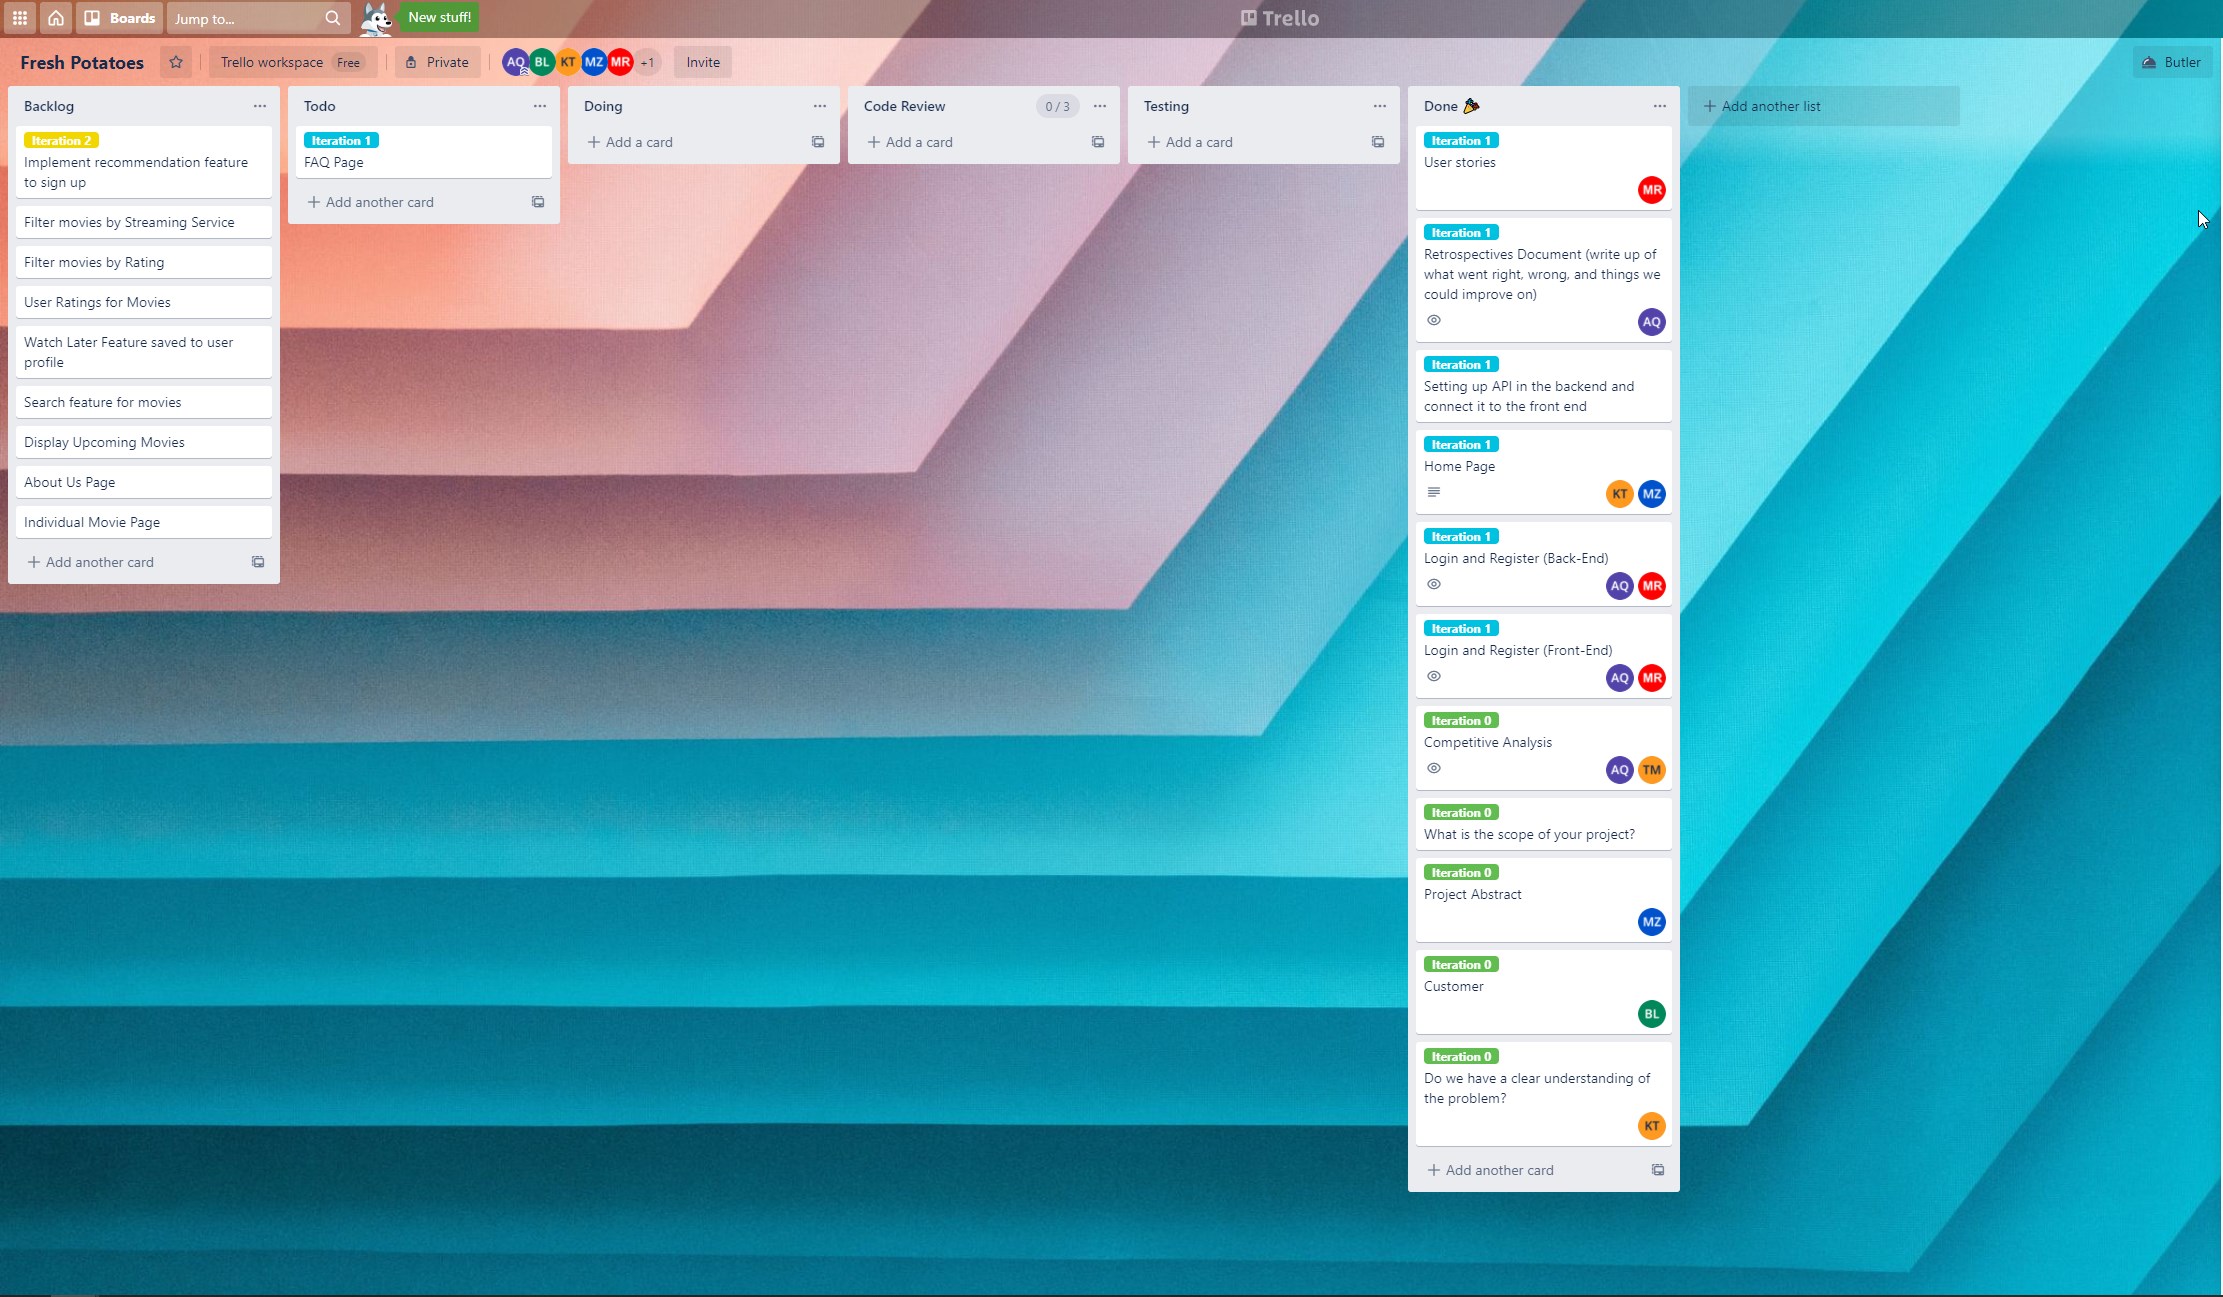 Boards
Jump to...
New stuff!
Trello
Fresh Potatoes
Trello workspace Free
Private
AQ BL KT MZ MR +1
Invite
Butler
Backlog
Iteration 2
Implement recommendation feature
to sign up
Filter movies by Streaming Service
Filter movies by Rating
User Ratings for Movies
Watch Later Feature saved to user
profile
Search feature for movies
Display Upcoming Movies
About Us Page
Individual Movie Page
+ Add another card
Todo
Iteration 1
FAQ Page
+ Add another card
Doing
+ Add a card
Code Review 0 / 3
+ Add a card
Testing
+ Add a card
Done 🎉
Iteration 1
User stories
MR
Iteration 1
Retrospectives Document (write up of
what went right, wrong, and things we
could improve on)
AQ
Iteration 1
Setting up API in the backend and
connect it to the front end
Iteration 1
Home Page
KT MZ
Iteration 1
Login and Register (Back-End)
AQ MR
Iteration 1
Login and Register (Front-End)
AQ MR
Iteration 0
Competitive Analysis
AQ TM
Iteration 0
What is the scope of your project?
Iteration 0
Project Abstract
MZ
Iteration 0
Customer
BL
Iteration 0
Do we have a clear understanding of
the problem?
KT
+ Add another card
+ Add another list